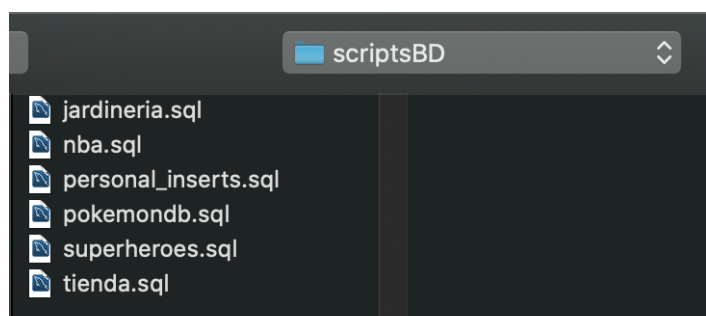 scriptsBD
jardineria.sql
nba.sql
personal_inserts.sql
pokemondb.sql
superheroes.sql
tienda.sql